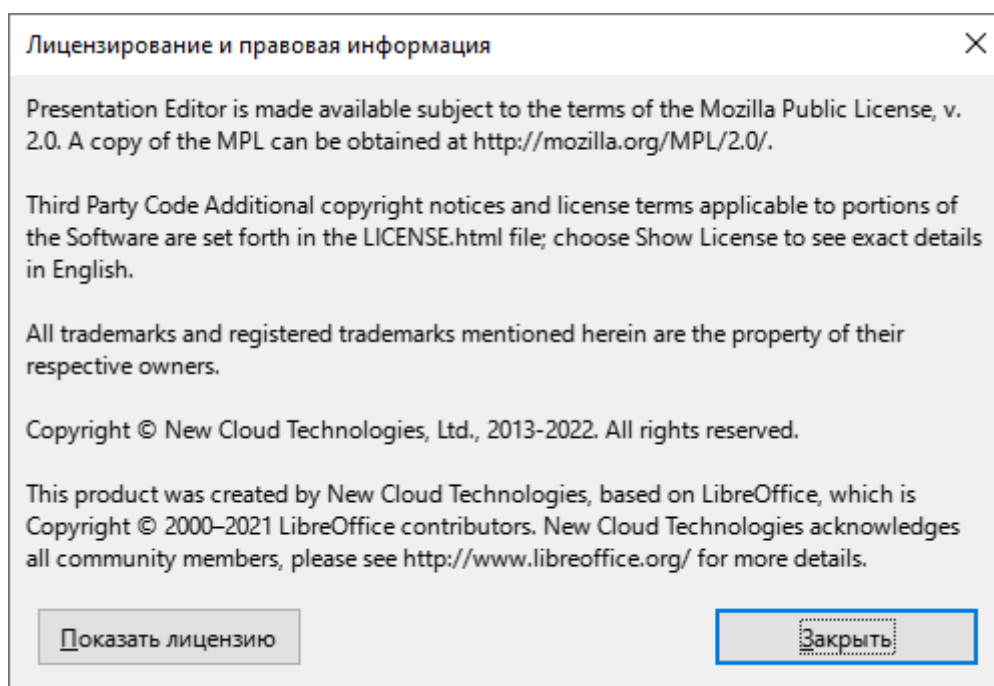 Лицензирование и правовая информация
Presentation Editor is made available subject to the terms of the Mozilla Public License, v.
2.0. A copy of the MPL can be obtained at http://mozilla.org/MPL/2.0/.
Third Party Code Additional copyright notices and license terms applicable to portions of
the Software are set forth in the LICENSE.html file; choose Show License to see exact details
in English.
All trademarks and registered trademarks mentioned herein are the property of their
respective owners.
Copyright © New Cloud Technologies, Ltd., 2013-2022. All rights reserved.
This product was created by New Cloud Technologies, based on LibreOffice, which is
Copyright © 2000–2021 LibreOffice contributors. New Cloud Technologies acknowledges
all community members, please see http://www.libreoffice.org/ for more details.
Показать лицензию
Закрыть